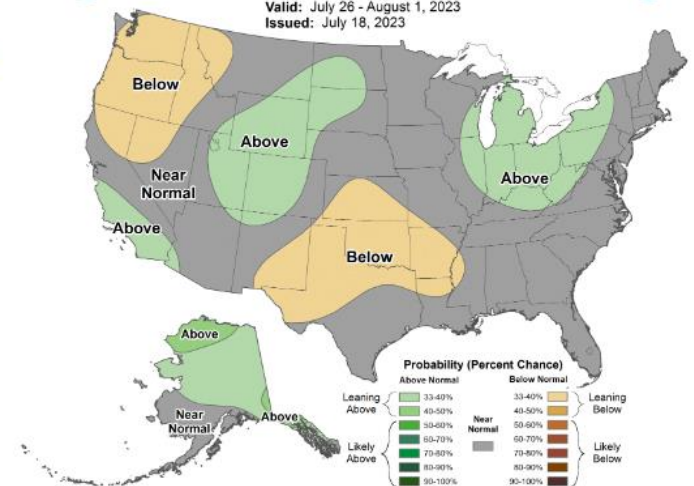 Valid: July 26 - August 1, 2023
Issued: July 18, 2023
Below
Above
Near
Normal
Above
Above
Below
Above
Near
Normal
Above
Probability (Percent Chance)
Above Normal
Below Normal
Leaning
Above
33-40%
40-50%
50-60%
60-70%
70-80%
80-90%
90-100%
Likely
Above
Near
Normal
33-40%
40-50%
50-60%
60-70%
70-80%
80-90%
90-100%
Leaning
Below
Likely
Below